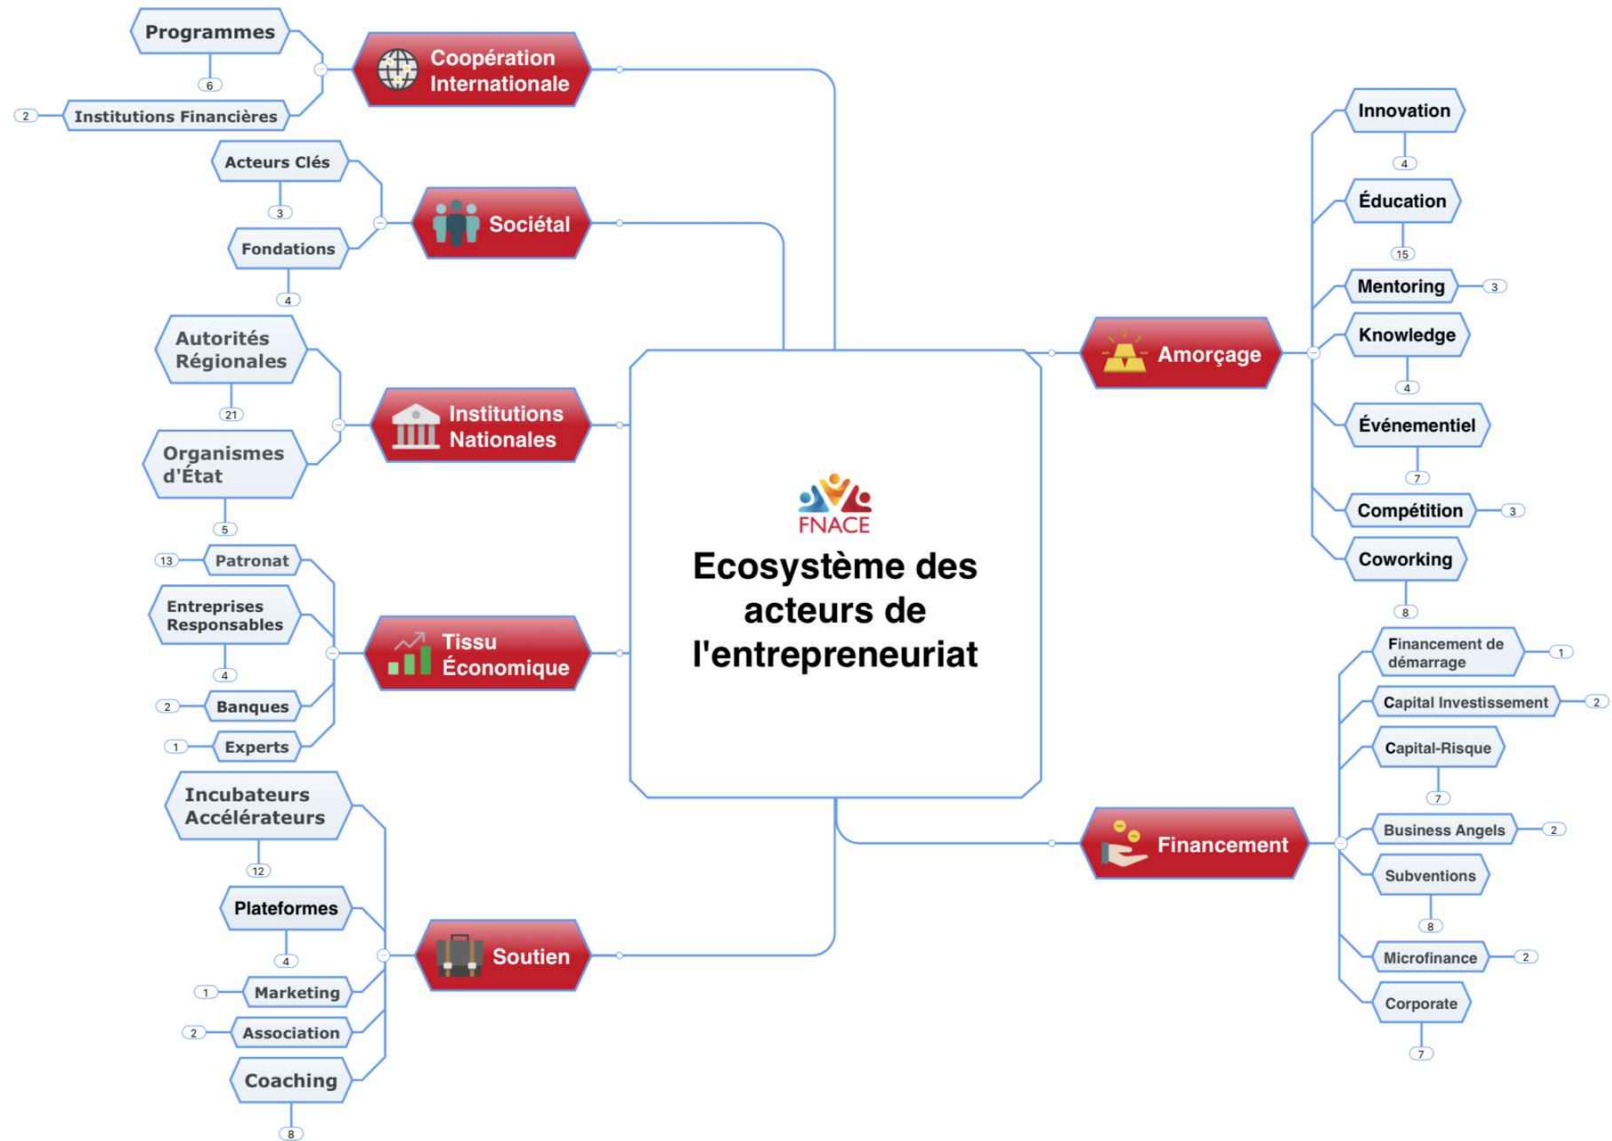 Programmes
6
Institutions Financières
2
Coopération
Internationale
Acteurs Clés
3
Fondations
4
Sociétal
Autorités
Régionales
21
Organismes
d'État
5
Institutions
Nationales
Patronat
13
Entreprises
Responsables
4
Banques
2
Experts
1
Tissu
Économique
Incubateurs
Accélérateurs
12
Plateformes
4
Marketing
1
Association
2
Coaching
8
Soutien
FNACE
Ecosystème des
acteurs de
l'entrepreneuriat
Amorçage
Innovation
4
Éducation
15
Mentoring
3
Knowledge
4
Événementiel
7
Compétition
3
Coworking
8
Financement
Financement de
démarrage
1
Capital Investissement
2
Capital-Risque
7
Business Angels
2
Subventions
8
Microfinance
2
Corporate
7